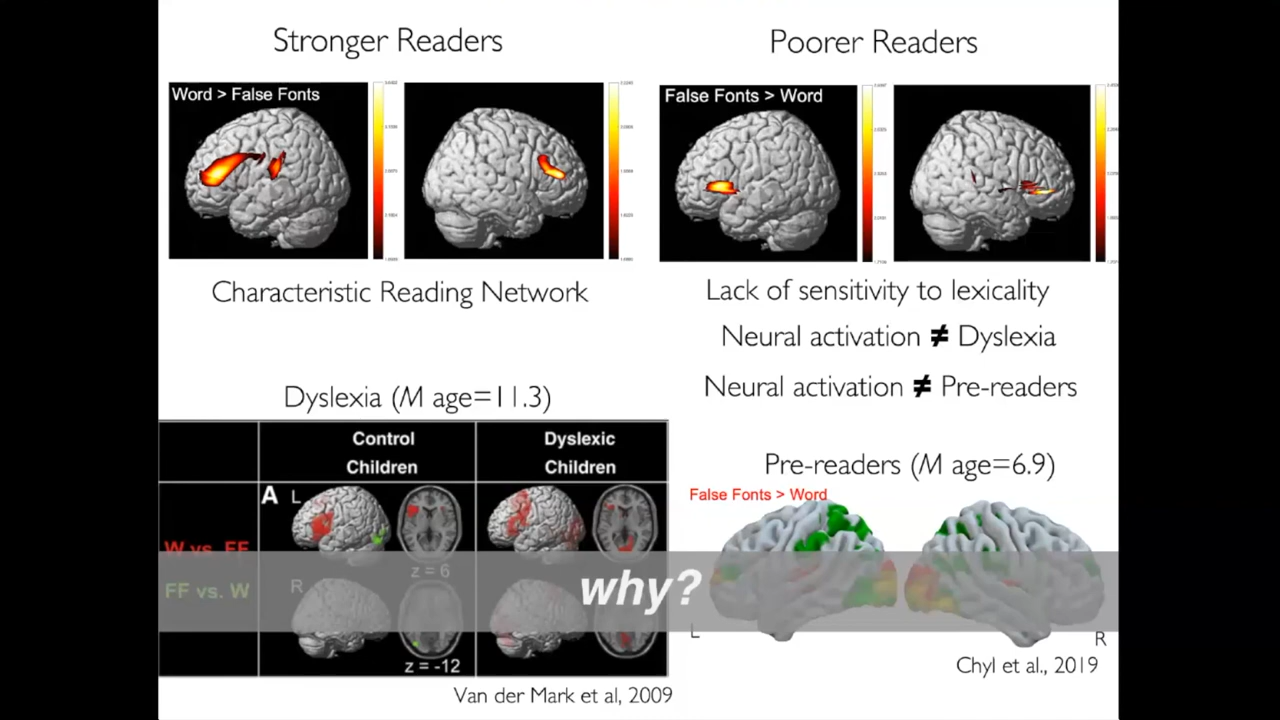 Stronger Readers
Poorer Readers
Word > False Fonts
False Fonts > Word
Characteristic Reading Network
Lack of sensitivity to lexicality
Neural activation ≠ Dyslexia
Neural activation ≠ Pre-readers
Dyslexia (M age=11.3)
Control
Children
Dyslexic
Children
A
L
W vs. FF
FF vs. W
z = 6
R
z = -12
Van der Mark et al, 2009
Pre-readers (M age=6.9)
False Fonts > Word
why?
L
R
Chyl et al., 2019